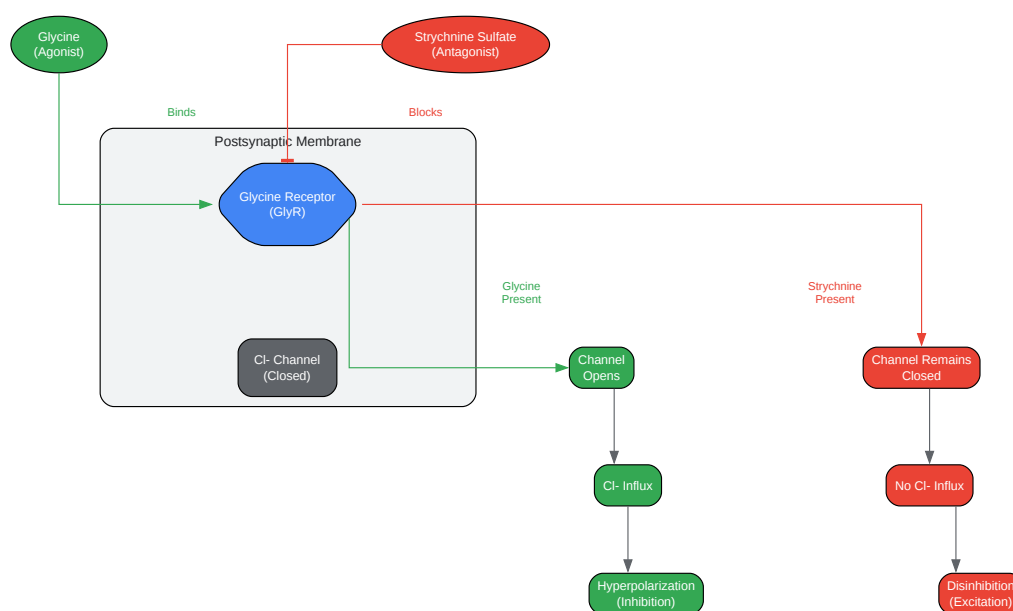 Glycine
(Agonist)
Strychnine Sulfate
(Antagonist)
Binds
Blocks
Postsynaptic Membrane
Glycine Receptor
(GlyR)
Glycine
Present
Strychnine
Present
Cl- Channel
(Closed)
Channel
Opens
Channel Remains
Closed
Cl- Influx
No Cl- Influx
Hyperpolarization
(Inhibition)
Disinhibition
(Excitation)